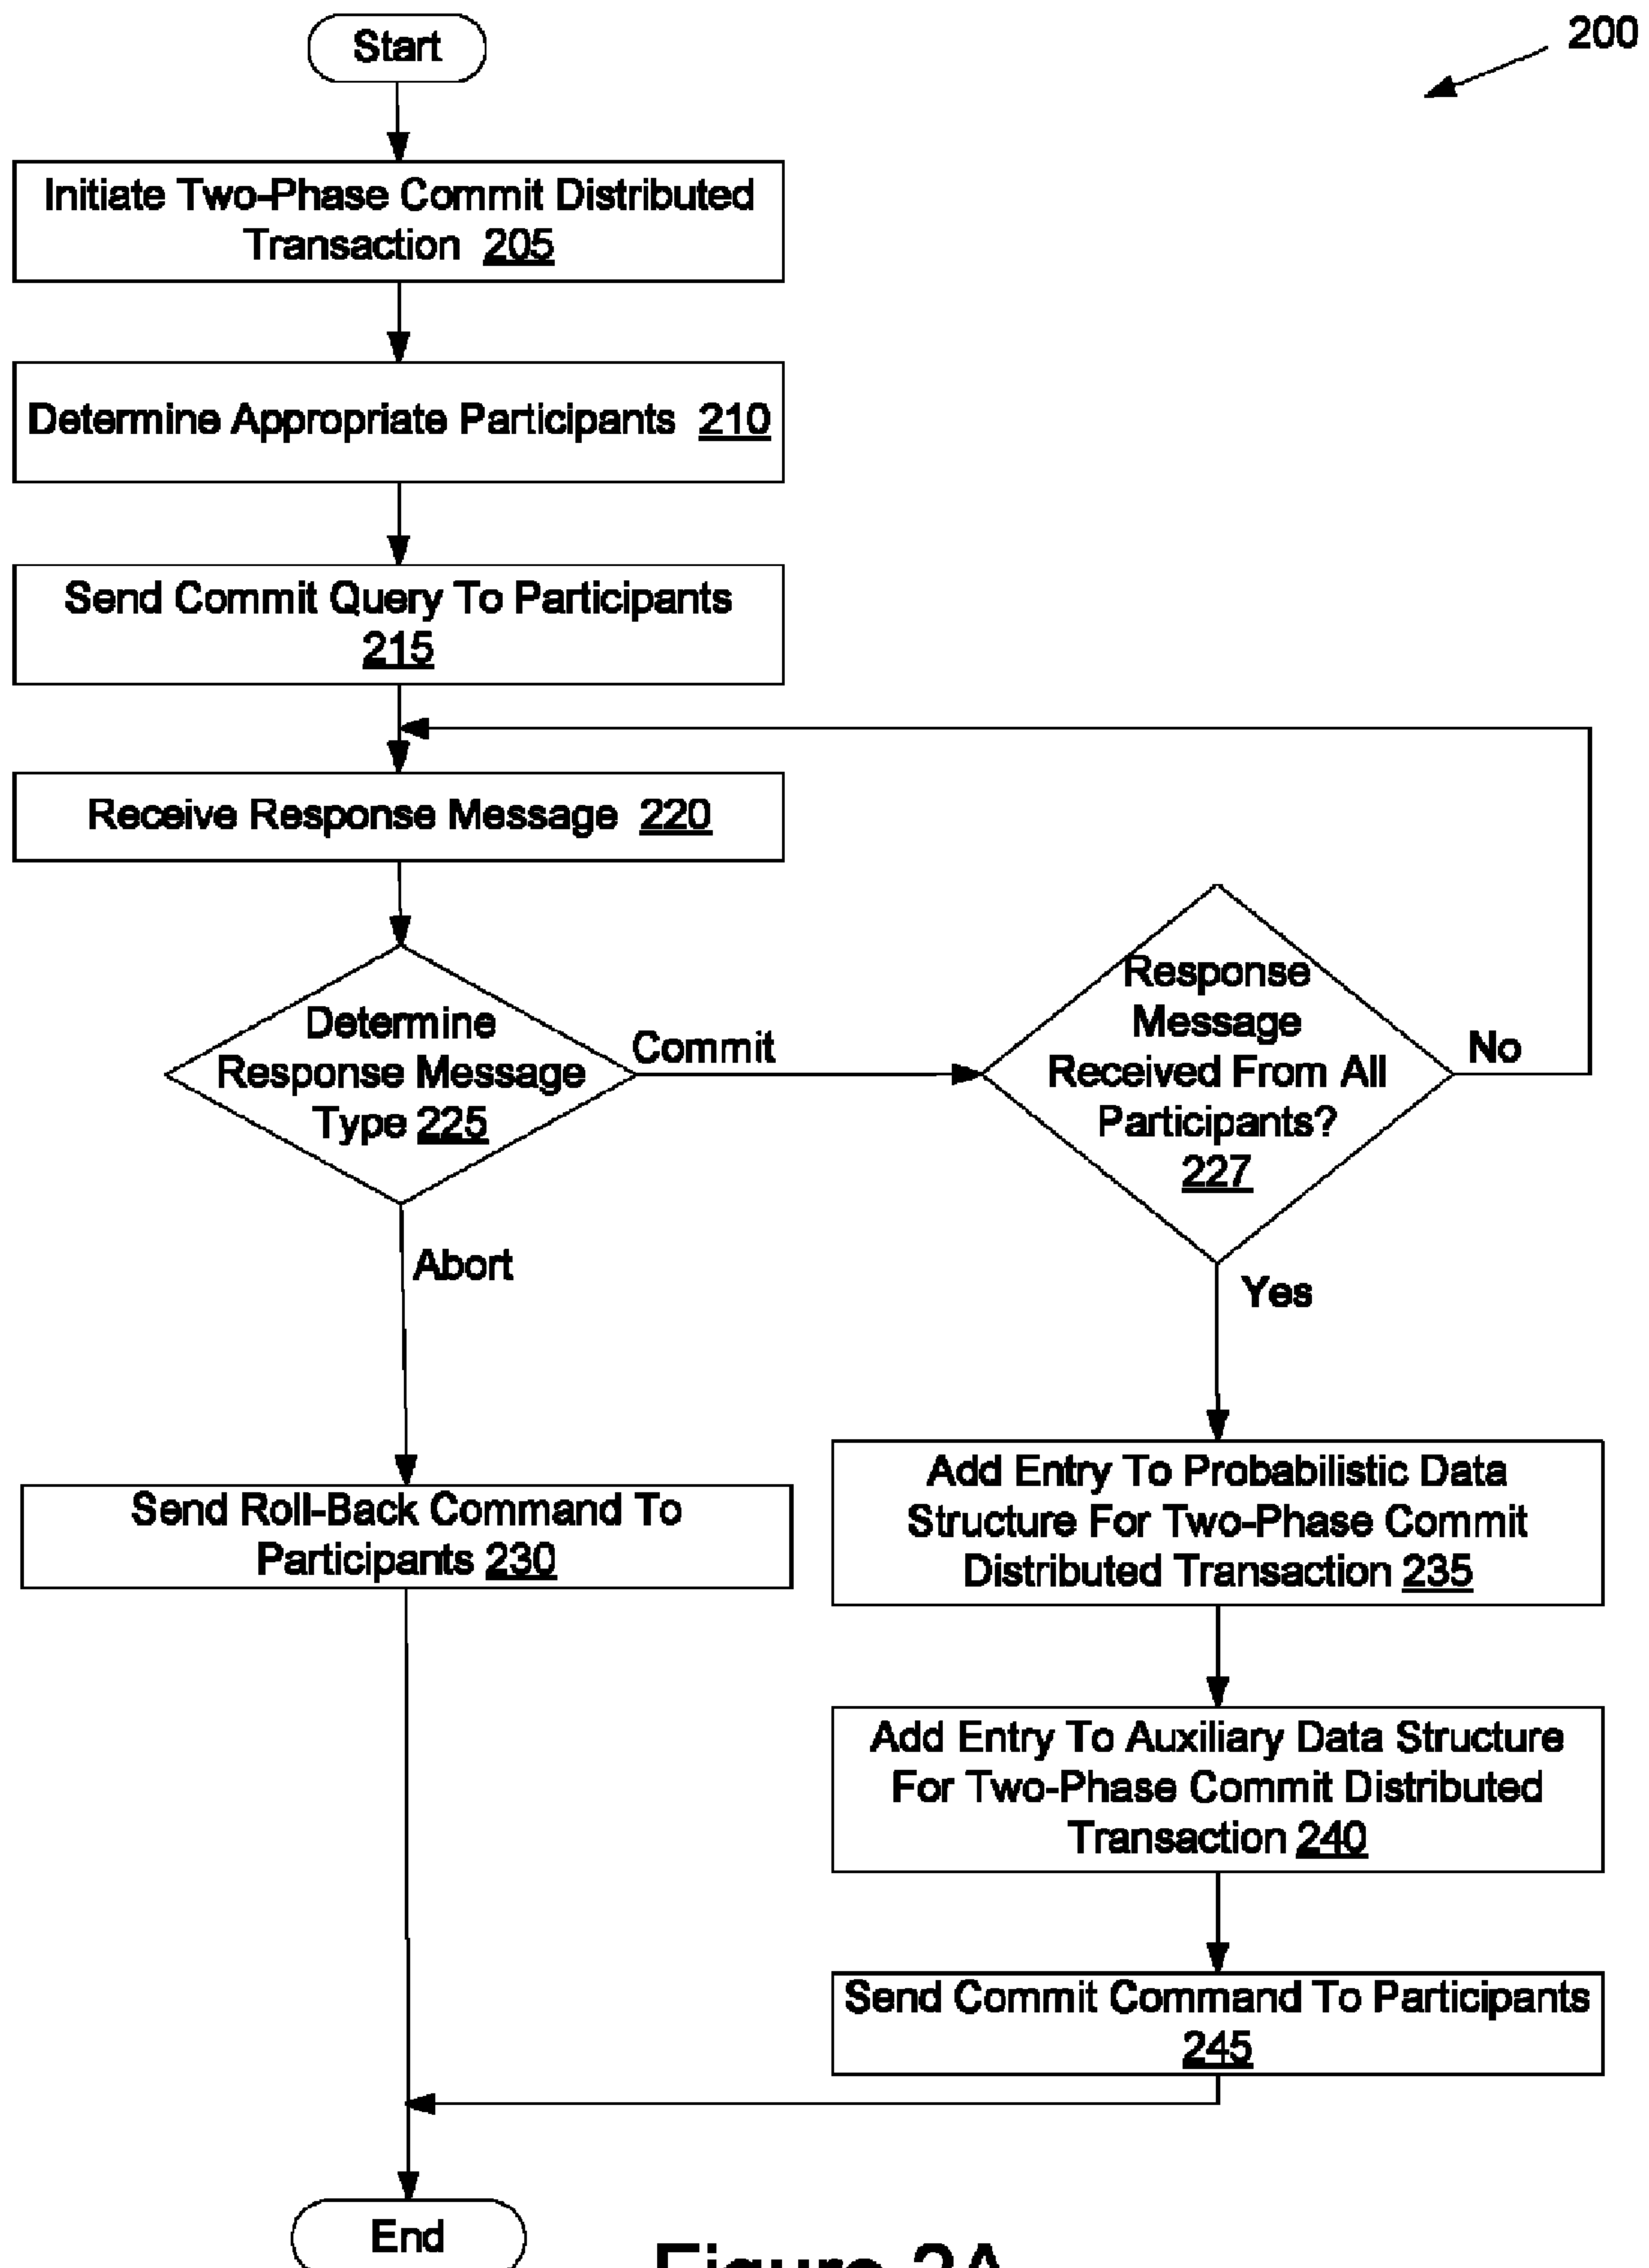 200
Start
Initiate Two-Phase Commit Distributed
Transaction 205
Determine Appropriate Participants 210
Send Commit Query To Participants
215
Receive Response Message 220
Determine
Response Message
Type 225
Commit
Response
Message
Received From All
Participants?
227
No
Abort
Yes
Send Roll-Back Command To
Participants 230
Add Entry To Probabilistic Data
Structure For Two-Phase Commit
Distributed Transaction 235
Add Entry To Auxiliary Data Structure
For Two-Phase Commit Distributed
Transaction 240
Send Commit Command To Participants
245
End
Figure 2A